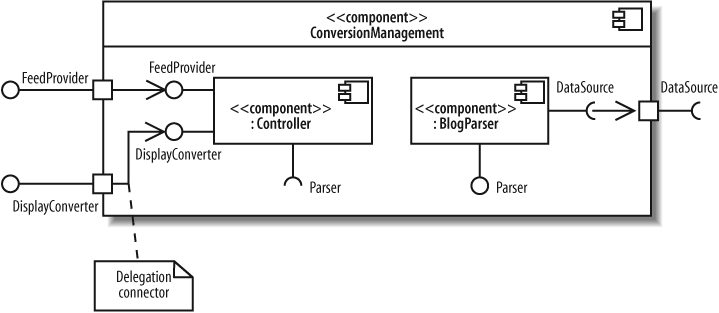 <<component>>
ConversionManagement
FeedProvider
FeedProvider
<<component>>
: Controller
<<component>>
: BlogParser
DataSource
DataSource
DisplayConverter
Parser
Parser
DisplayConverter
Delegation
connector